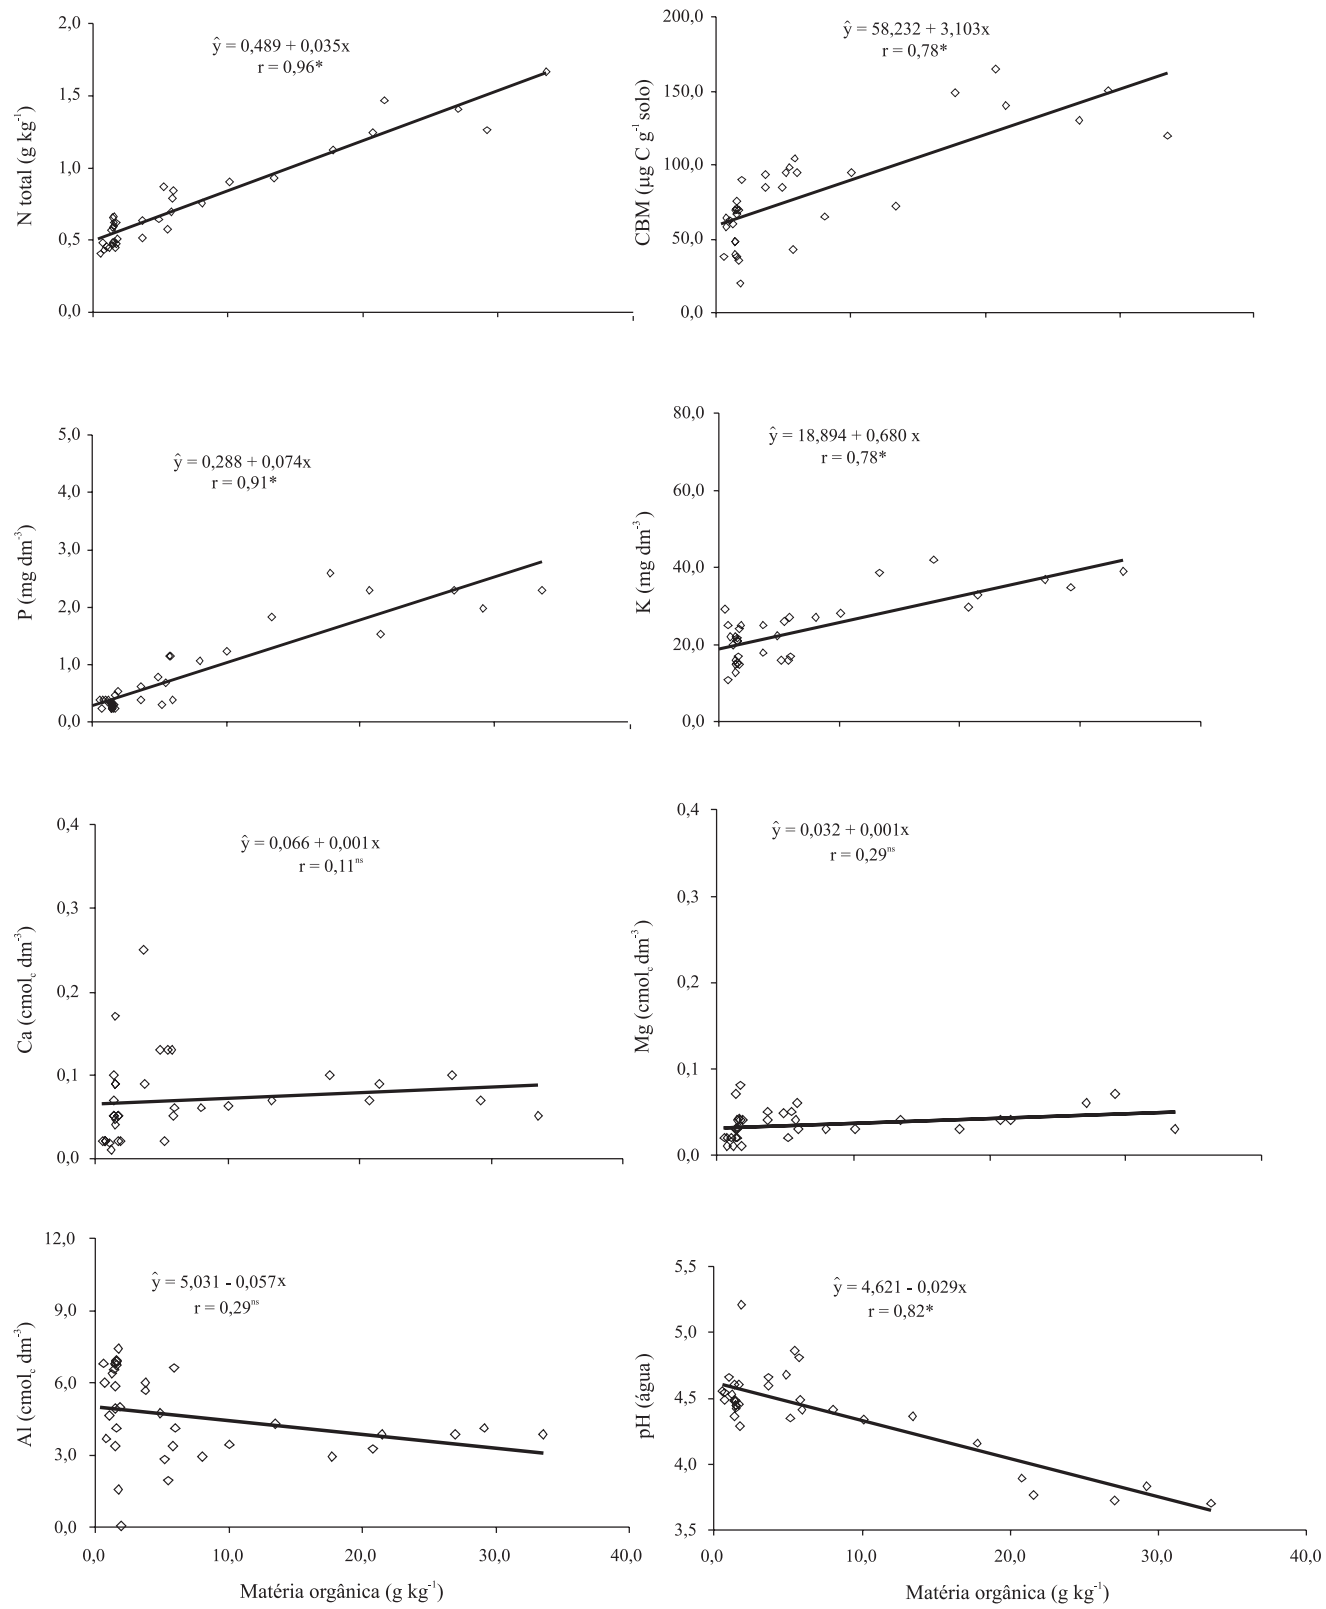 2,0
1,5
1,0
0,5
0,0
N total (g kg⁻¹)
ŷ = 0,489 + 0,035x
r = 0,96*
200,0
150,0
100,0
50,0
0,0
CBM (µg C g⁻¹ solo)
ŷ = 58,232 + 3,103x
r = 0,78*
5,0
4,0
3,0
2,0
1,0
0,0
P (mg dm⁻³)
ŷ = 0,288 + 0,074x
r = 0,91*
80,0
60,0
40,0
20,0
0,0
K (mg dm⁻³)
ŷ = 18,894 + 0,680 x
r = 0,78*
0,4
0,3
0,2
0,1
0,0
Ca (cmol_c dm⁻³)
ŷ = 0,066 + 0,001x
r = 0,11ⁿˢ
0,4
0,3
0,2
0,1
0,0
Mg (cmol_c dm⁻³)
ŷ = 0,032 + 0,001x
r = 0,29ⁿˢ
12,0
9,0
6,0
3,0
0,0
Al (cmol_c dm⁻³)
ŷ = 5,031 - 0,057x
r = 0,29ⁿˢ
0,0 10,0 20,0 30,0 40,0
Matéria orgânica (g kg⁻¹)
5,5
5,0
4,5
4,0
3,5
pH (água)
ŷ = 4,621 - 0,029x
r = 0,82*
0,0 10,0 20,0 30,0 40,0
Matéria orgânica (g kg⁻¹)